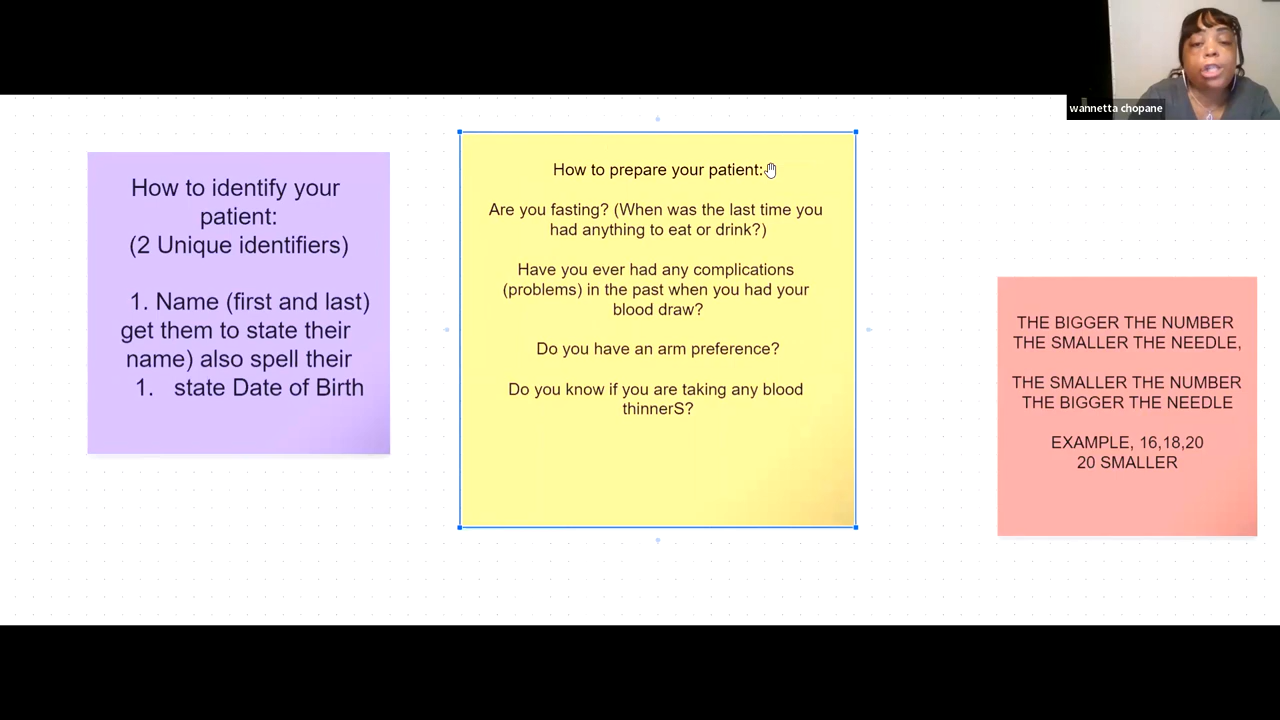 wannetta chopane
How to identify your
patient:
(2 Unique identifiers)
1. Name (first and last)
get them to state their
name) also spell their
1. state Date of Birth
How to prepare your patient:
Are you fasting? (When was the last time you
had anything to eat or drink?)
Have you ever had any complications
(problems) in the past when you had your
blood draw?
Do you have an arm preference?
Do you know if you are taking any blood
thinnerS?
THE BIGGER THE NUMBER
THE SMALLER THE NEEDLE,
THE SMALLER THE NUMBER
THE BIGGER THE NEEDLE
EXAMPLE, 16,18,20
20 SMALLER